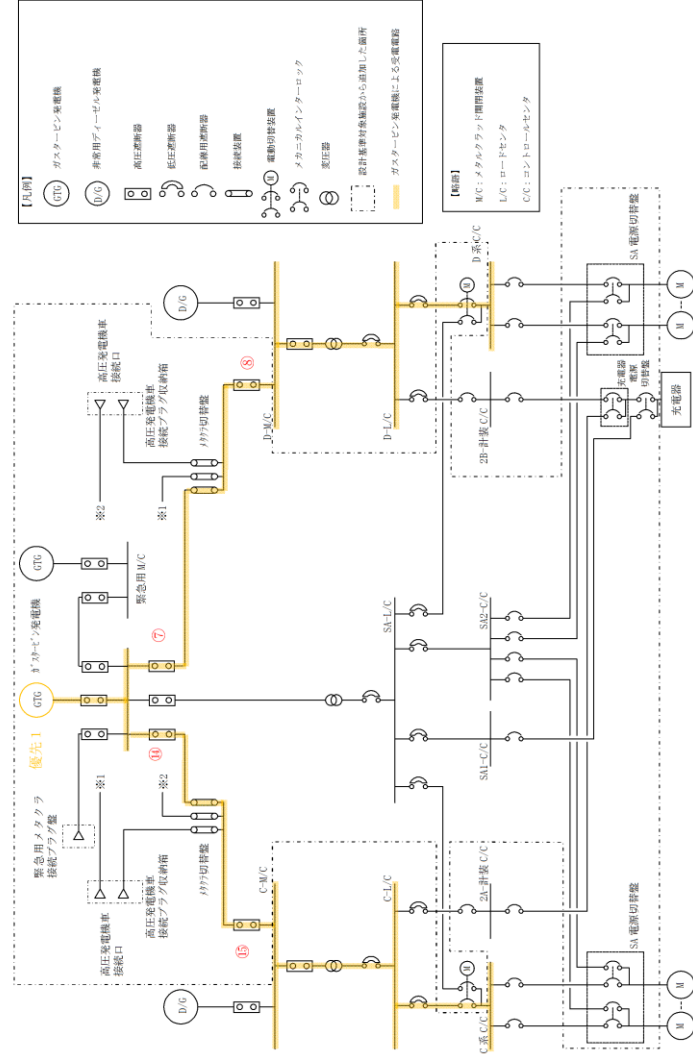 【凡例】
GTG
ガスタービン発電機
D/G
非常用ディーゼル発電機
高圧遮断器
低圧遮断器
配線用遮断器
接続装置
M
電動切替装置
メカニカルインターロック
変圧器
設計基準対象施設から追加した箇所
ガスタービン発電機による受電電路
【略語】
M/C：メタルクラッド開閉装置
L/C：ロードセンタ
C/C：コントロールセンタ
優先1
ガスタービン発電機
GTG
GTG
緊急用メタクラ
接続プラグ盤
緊急用M/C
高圧発電機車
接続口
高圧発電機車
接続プラグ収納箱
※1
※2
メタクラ切替盤
⑭
⑮
⑦
⑧
高圧発電機車
接続口
高圧発電機車
接続プラグ収納箱
※2
※1
メタクラ切替盤
D/G
D/G
C-M/C
D-M/C
C-L/C
SA-L/C
D-L/C
M
M
C系C/C
2A-計装C/C
SA1-C/C
SA2-C/C
2B-計装C/C
D系C/C
SA電源切替盤
充電器
電源
切替盤
SA電源切替盤
充電器
M
M
M
M